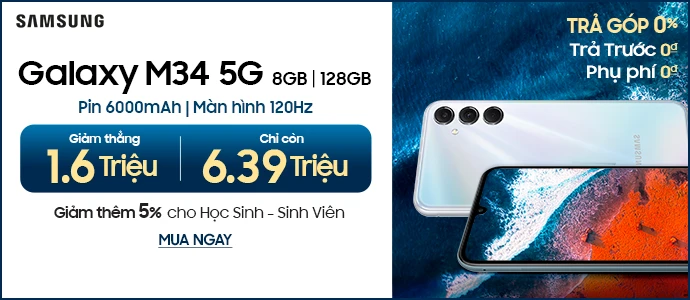 SAMSUNG
Galaxy M34 5G 8GB | 128GB
Pin 6000mAh | Màn hình 120Hz
Giảm thẳng
1.6 Triệu
Chỉ còn
6.39 Triệu
Giảm thêm 5% cho Học Sinh - Sinh Viên
MUA NGAY
TRẢ GÓP 0%
Trả Trước 0đ
Phụ phí 0đ
SAMSUNG